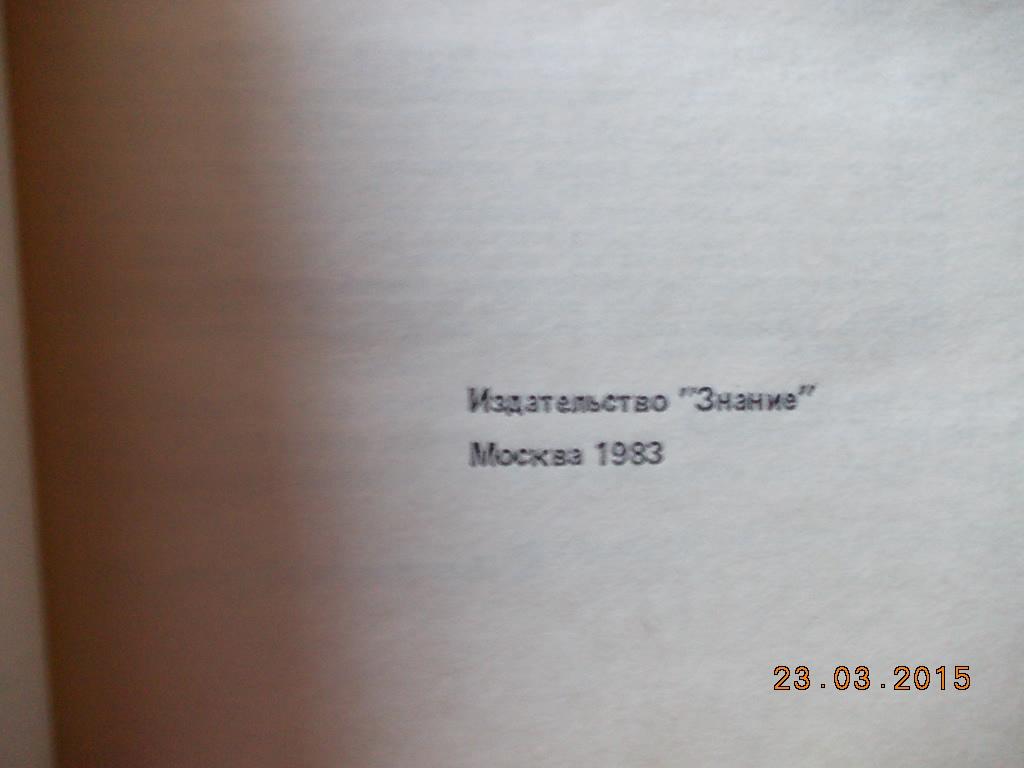 Издательство "Знание"
Москва 1983
23.03.2015